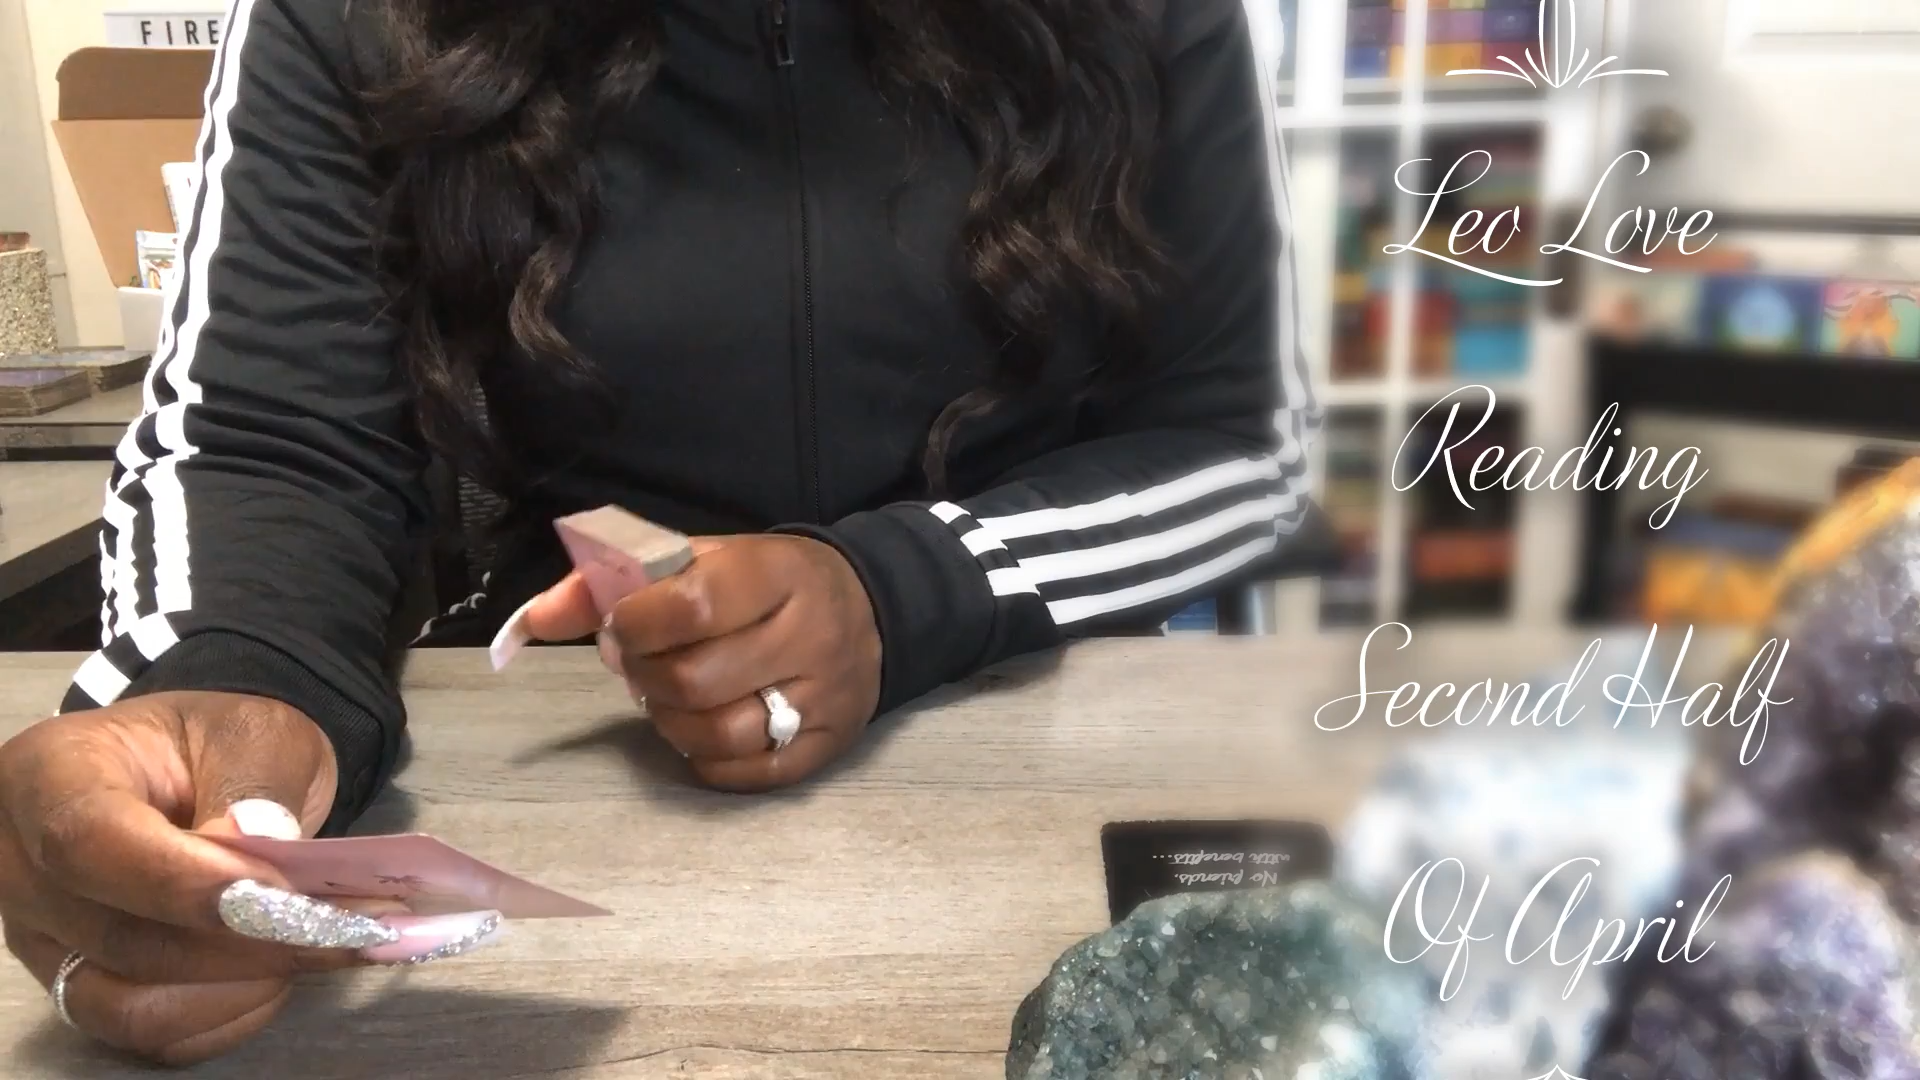 FIRE
Leo Love
Reading
Second Half
Of April
No friends.
with benefits....